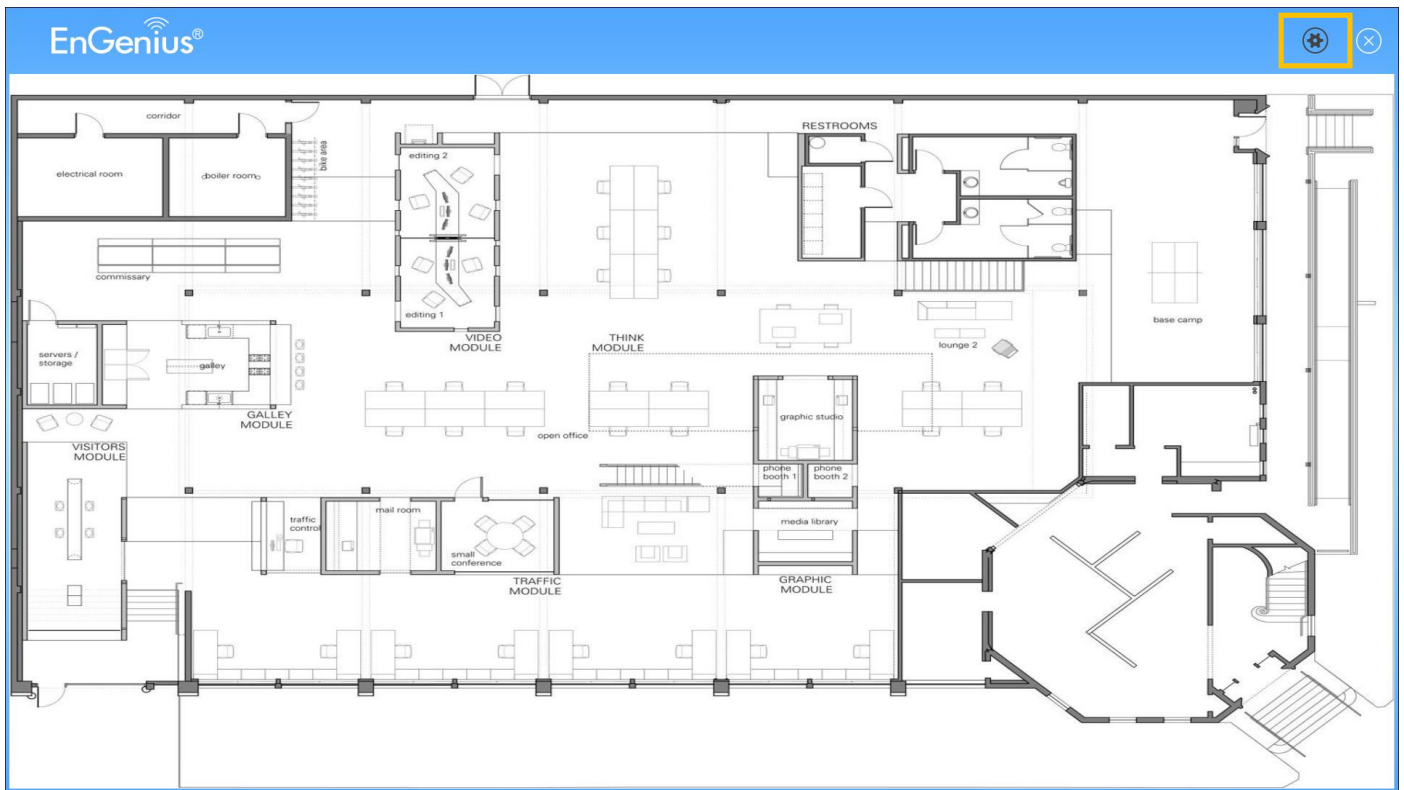 EnGenius®
corridor
RESTROOMS
electrical room
boiler room
bike area
editing 2
commissary
editing 1
base camp
VIDEO
MODULE
THINK
MODULE
lounge 2
servers /
storage
galley
GALLEY
MODULE
graphic studio
open office
VISITORS
MODULE
phone
booth 1
phone
booth 2
traffic
control
mail room
small
conference
media library
TRAFFIC
MODULE
GRAPHIC
MODULE